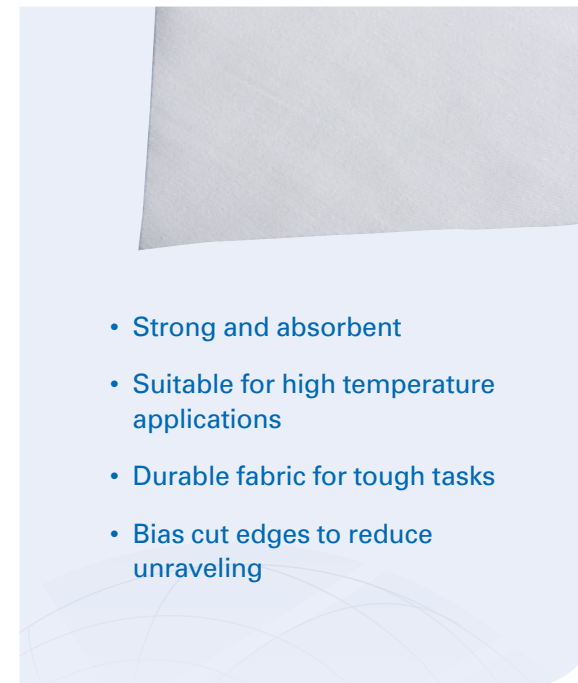 • Strong and absorbent
• Suitable for high temperature
applications
• Durable fabric for tough tasks
• Bias cut edges to reduce
unraveling